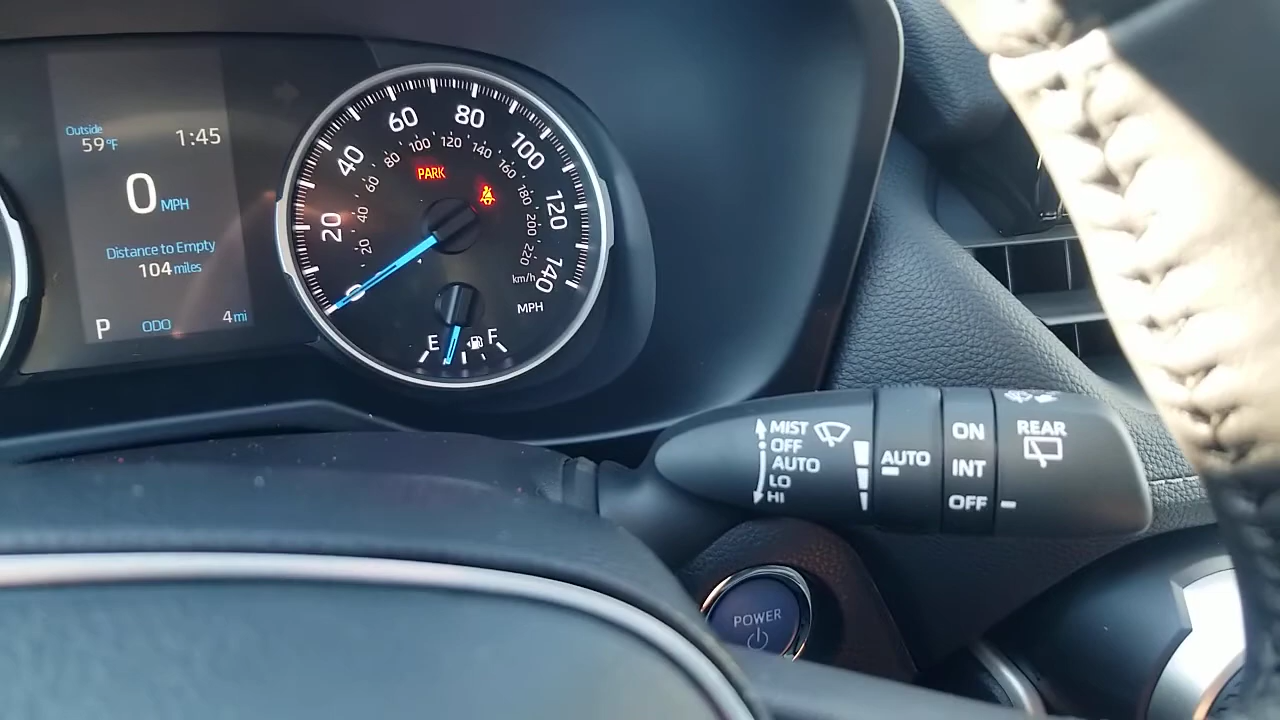 Outside
59°F
1:45
0 MPH
Distance to Empty
104 miles
P ODO 4 mi
0 20 40 60 80 100 120 140
20 40 60 80 100 120 140 160 180 200 220
km/h
MPH
PARK
E F
MIST
OFF
AUTO
LO
HI
AUTO
ON
INT
OFF
REAR
POWER